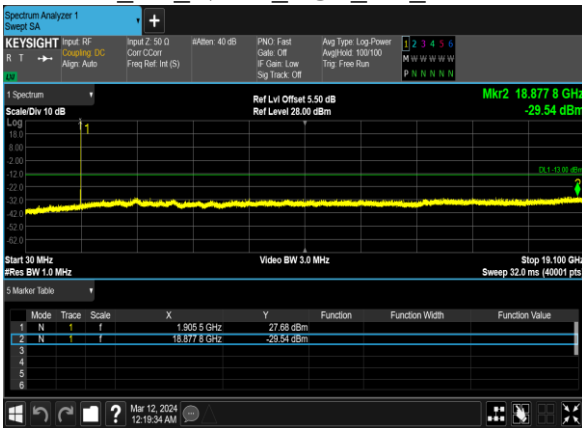 Spectrum Analyzer 1
Swept SA
KEYSIGHT Input: RF Input Z: 50 Ω #Atten: 40 dB PNO: Fast Avg Type: Log-Power 1 2 3 4 5 6
R T Coupling: DC Corr CCorr Gate: Off Avg|Hold: 100/100 M W W W W W
Align: Auto Freq Ref: Int (S) IF Gain: Low Trig: Free Run
LV Sig Track: Off P N N N N N
1 Spectrum Ref Lvl Offset 5.50 dB Mkr2 18.877 8 GHz
Scale/Div 10 dB Ref Level 28.00 dBm -29.54 dBm
Log
18.0 1
8.00
-2.00
-12.0 DL1 -13.00 dBm
-22.0 2
-32.0
-42.0
-52.0
-62.0
Start 30 MHz Video BW 3.0 MHz Stop 19.100 GHz
#Res BW 1.0 MHz Sweep 32.0 ms (40001 pts
5 Marker Table
Mode Trace Scale X Y Function Function Width Function Value
1 N 1 f 1.905 5 GHz 27.68 dBm
2 N 1 f 18.877 8 GHz -29.54 dBm
3
4
5
6
? Mar 12, 2024
12:19:34 AM